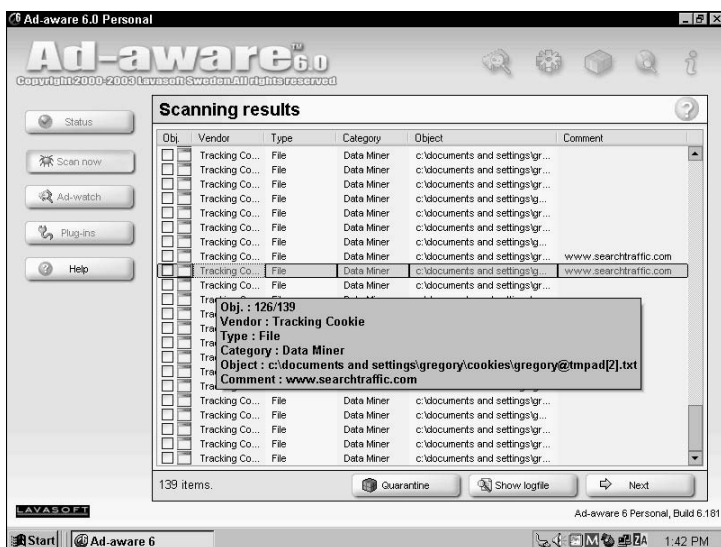 Ad-aware 6.0 Personal
Ad-aware 6.0
Copyright 2000-2003 Lavasoft Sweden. All rights reserved
Status
Scan now
Ad-watch
Plug-ins
Help
Scanning results
Obj. Vendor Type Category Object Comment
Tracking Co... File Data Miner c:\documents and settings\gr...
Tracking Co... File Data Miner c:\documents and settings\g...
Tracking Co... File Data Miner c:\documents and settings\gr...
Tracking Co... File Data Miner c:\documents and settings\g...
Tracking Co... File Data Miner c:\documents and settings\gr...
Tracking Co... File Data Miner c:\documents and settings\gr...
Tracking Co... File Data Miner c:\documents and settings\gr...
Tracking Co... File Data Miner c:\documents and settings\gr... www.searchtraffic.com
Tracking Co... File Data Miner c:\documents and settings\g... www.searchtraffic.com
Tracking Co... File Data Miner c:\documents and settings\gr...
Obj. : 126/139
Vendor : Tracking Cookie
Type : File
Category : Data Miner
Object : c:\documents and settings\gregory\cookies\gregory@tmpad[2].txt
Comment : www.searchtraffic.com
Tracking Co... File Data Miner c:\documents and settings\gr...
Tracking Co... File Data Miner c:\documents and settings\g...
Tracking Co... File Data Miner c:\documents and settings\gr...
Tracking Co... File Data Miner c:\documents and settings\g...
Tracking Co... File Data Miner c:\documents and settings\gr...
139 items.
Quarantine
Show logfile
Next
LAVASOFT
Ad-aware 6 Personal, Build 6.181
Start
Ad-aware 6
1:42 PM